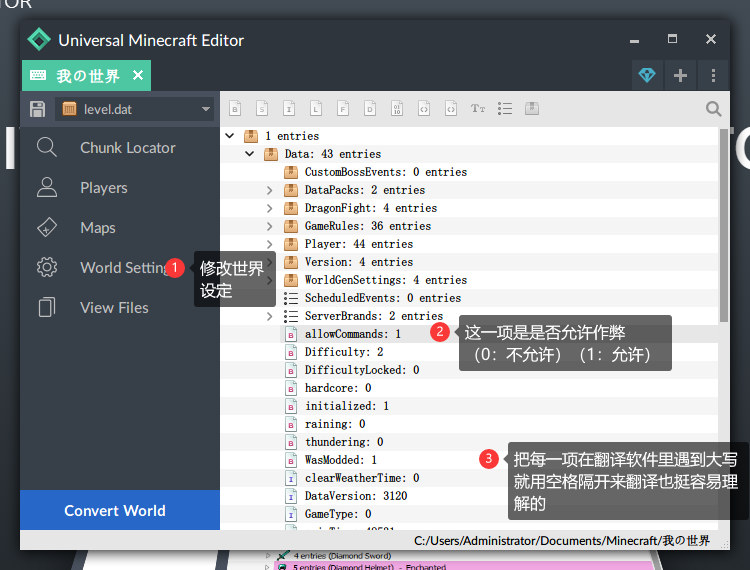 TOR
Universal Minecraft Editor
我の世界
level.dat
Chunk Locator
Players
Maps
World Setting
View Files
Convert World
1 entries
Data: 43 entries
CustomBossEvents: 0 entries
DataPacks: 2 entries
DragonFight: 4 entries
GameRules: 36 entries
Player: 44 entries
Version: 4 entries
WorldGenSettings: 4 entries
ScheduledEvents: 0 entries
ServerBrands: 2 entries
allowCommands: 1
Difficulty: 2
DifficultyLocked: 0
hardcore: 0
initialized: 1
raining: 0
thundering: 0
WasModded: 1
clearWeatherTime: 0
DataVersion: 3120
GameType: 0
1
修改世界
设定
2
这一项是是否允许作弊
（0：不允许）（1：允许）
3
把每一项在翻译软件里遇到大写
就用空格隔开来翻译也挺容易理
解的
C:/Users/Administrator/Documents/Minecraft/我の世界
4 entries (Diamond Sword)
5 entries (Diamond Helmet) - Enchanted